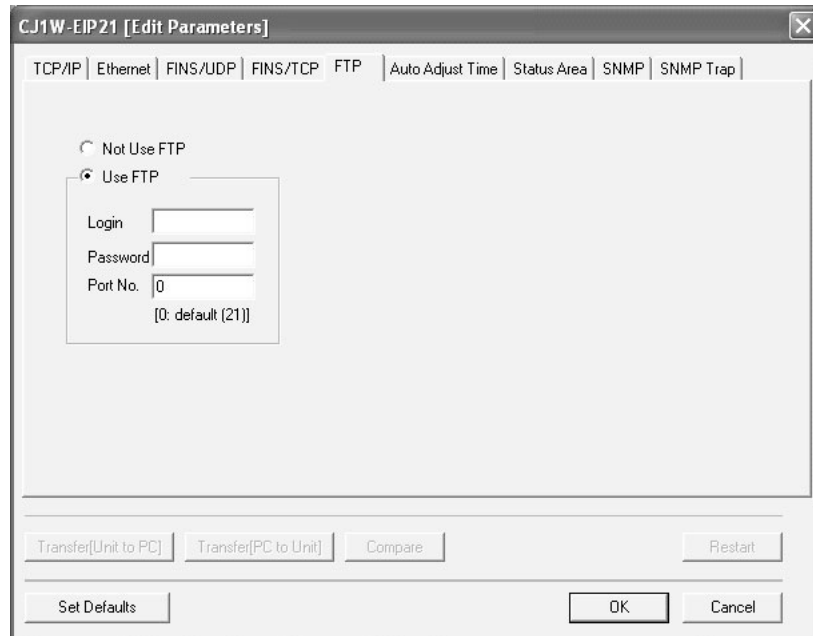 CJ1W-EIP21 [Edit Parameters]
TCP/IP Ethernet FINS/UDP FINS/TCP FTP Auto Adjust Time Status Area SNMP SNMP Trap
Not Use FTP
Use FTP
Login
Password
Port No. 0
[0: default (21)]
Transfer[Unit to PC] Transfer[PC to Unit] Compare Restart
Set Defaults OK Cancel